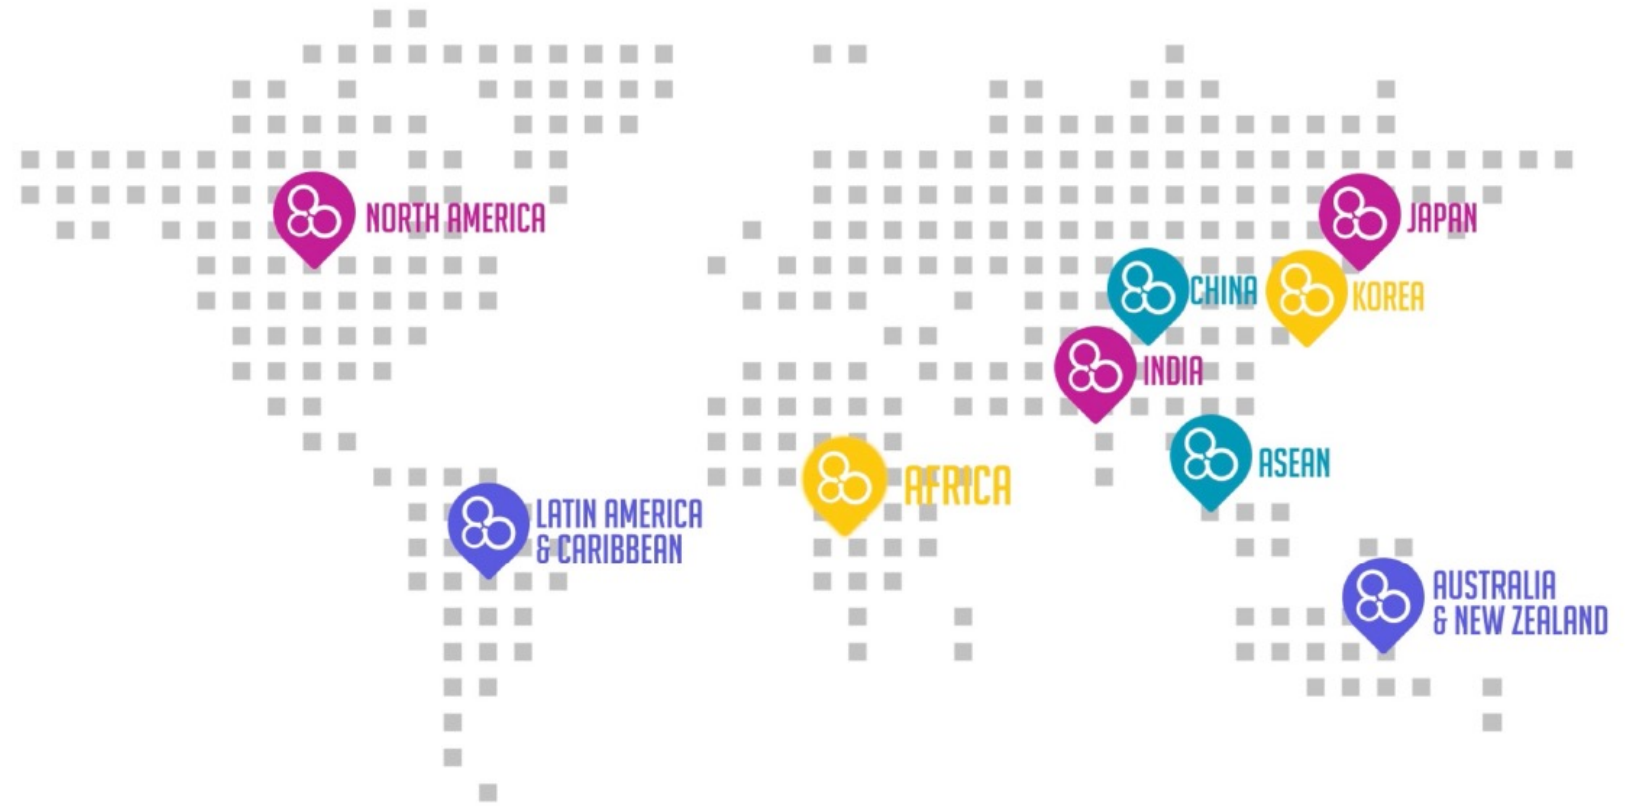 NORTH AMERICA
JAPAN
CHINA
KOREA
INDIA
ASEAN
AFRICA
LATIN AMERICA
& CARIBBEAN
AUSTRALIA
& NEW ZEALAND